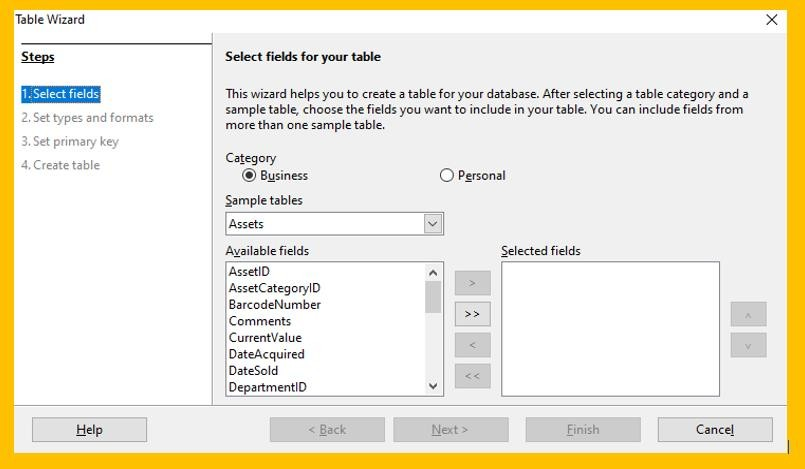 Table Wizard
Steps
1. Select fields
2. Set types and formats
3. Set primary key
4. Create table
Select fields for your table
This wizard helps you to create a table for your database. After selecting a table category and a
sample table, choose the fields you want to include in your table. You can include fields from
more than one sample table.
Category
Business
Personal
Sample tables
Assets
Available fields
Selected fields
AssetID
AssetCategoryID
BarcodeNumber
Comments
CurrentValue
DateAcquired
DateSold
DepartmentID
>
>>
<
<<
Help
< Back
Next >
Finish
Cancel